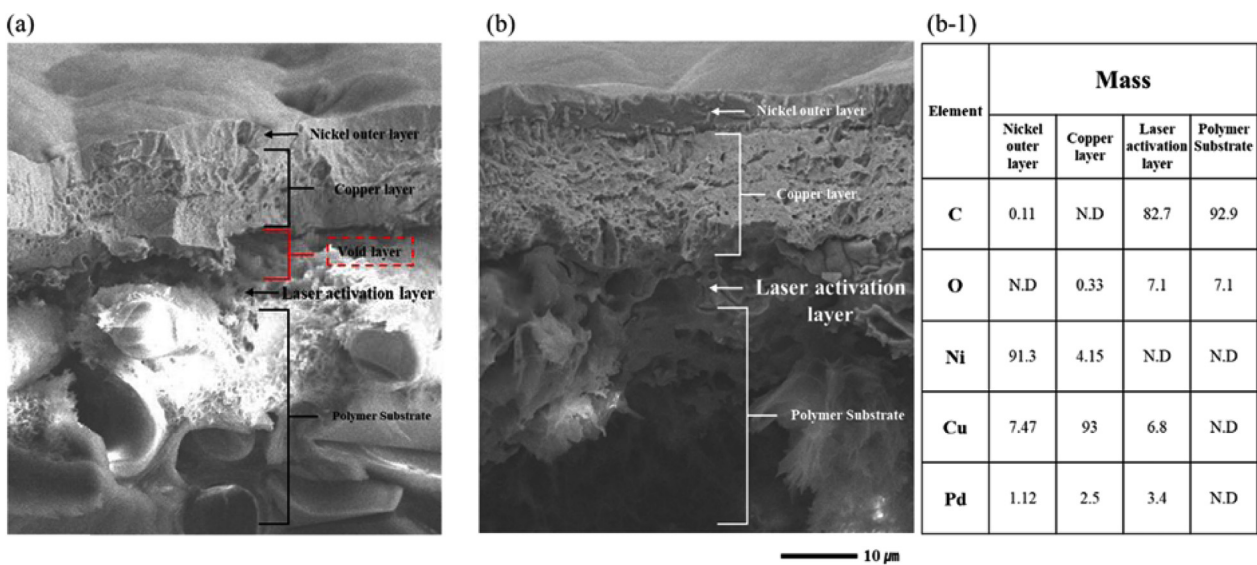 (a)
Nickel outer layer
Copper layer
Void layer
Laser activation layer
Polymer Substrate
(b)
Nickel outer layer
Copper layer
Laser activation
layer
Polymer Substrate
10 ㎛
(b-1)
Element
Mass
Nickel
outer
layer
Copper
layer
Laser
activation
layer
Polymer
Substrate
C 0.11 N.D 82.7 92.9
O N.D 0.33 7.1 7.1
Ni 91.3 4.15 N.D N.D
Cu 7.47 93 6.8 N.D
Pd 1.12 2.5 3.4 N.D